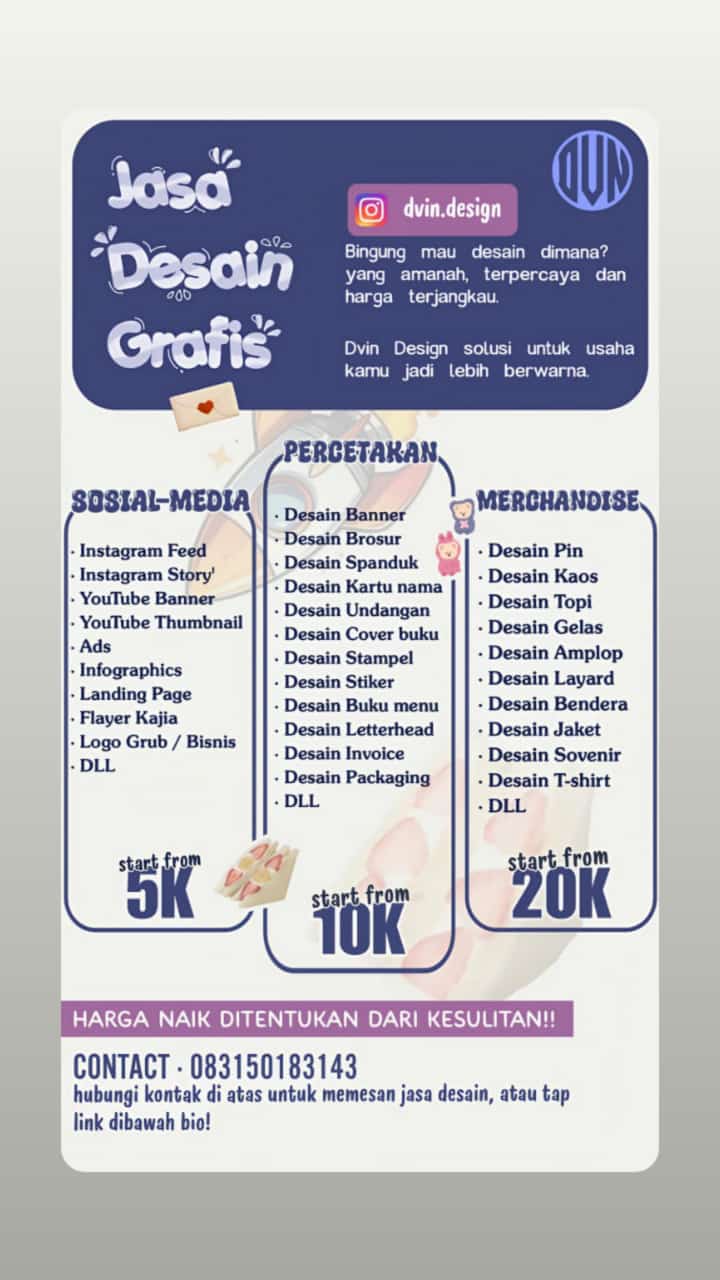 Jasa
Desain
Grafis
DVN
dvin.design
Bingung mau desain dimana?
yang amanah, terpercaya dan
harga terjangkau.
Dvin Design solusi untuk usaha
kamu jadi lebih berwarna.
SOSIAL-MEDIA
· Instagram Feed
· Instagram Story'
· YouTube Banner
· YouTube Thumbnail
· Ads
· Infographics
· Landing Page
· Flayer Kajia
· Logo Grub / Bisnis
· DLL
start from
5K
PERCETAKAN
· Desain Banner
· Desain Brosur
· Desain Spanduk
· Desain Kartu nama
· Desain Undangan
· Desain Cover buku
· Desain Stampel
· Desain Stiker
· Desain Buku menu
· Desain Letterhead
· Desain Invoice
· Desain Packaging
· DLL
start from
10K
MERCHANDISE
· Desain Pin
· Desain Kaos
· Desain Topi
· Desain Gelas
· Desain Amplop
· Desain Layard
· Desain Bendera
· Desain Jaket
· Desain Sovenir
· Desain T-shirt
· DLL
start from
20K
HARGA NAIK DITENTUKAN DARI KESULITAN!!
CONTACT · 083150183143
hubungi kontak di atas untuk memesan jasa desain, atau tap
link dibawah bio!